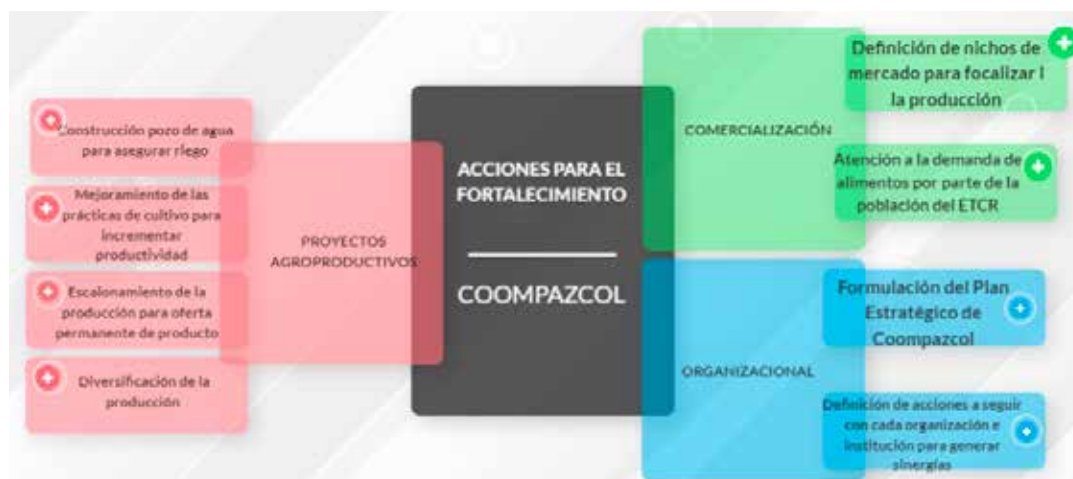 Construcción pozo de agua
para asegurar riego
Mejoramiento de las
prácticas de cultivo para
incrementar
productividad
Escalonamiento de la
producción para oferta
permanente de producto
Diversificación de la
producción
PROYECTOS
AGROPRODUCTIVOS
ACCIONES PARA EL
FORTALECIMIENTO
COOMPAZCOL
COMERCIALIZACIÓN
Definición de nichos de
mercado para focalizar l
la producción
Atención a la demanda de
alimentos por parte de la
población del ETCR
ORGANIZACIONAL
Formulación del Plan
Estratégico de
Coompazcol
Definición de acciones a seguir
con cada organización e
institución para generar
sinergías